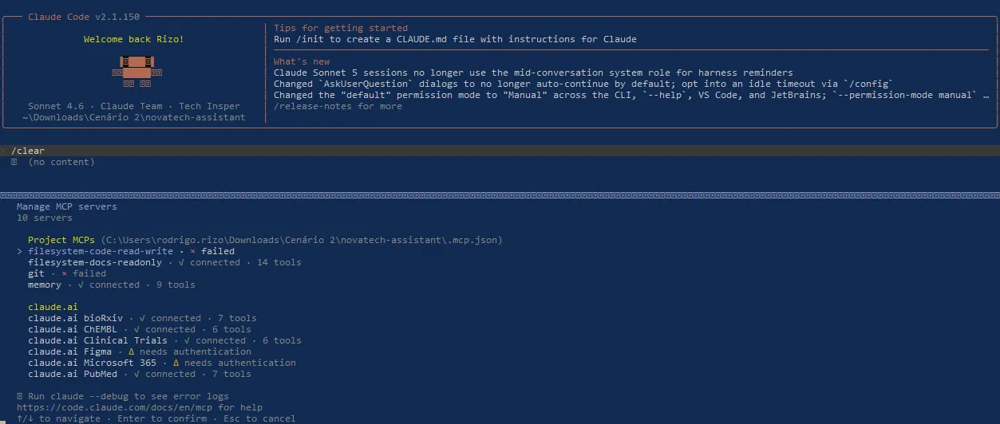 Claude Code v2.1.150
Welcome back Rizo!
Sonnet 4.6 · Claude Team · Tech Insper
~\Downloads\Cenário 2\novatech-assistant
Tips for getting started
Run /init to create a CLAUDE.md file with instructions for Claude
What's new
Claude Sonnet 5 sessions no longer use the mid-conversation system role for harness reminders
Changed `AskUserQuestion` dialogs to no longer auto-continue by default; opt into an idle timeout via `/config`
Changed the "default" permission mode to "Manual" across the CLI, `--help`, VS Code, and JetBrains; `--permission-mode manual` …
/release-notes for more
> /clear
(no content)
Manage MCP servers
10 servers
Project MCPs (C:\Users\rodrigo.rizo\Downloads\Cenário 2\novatech-assistant\.mcp.json)
> filesystem-code-read-write · × failed
filesystem-docs-readonly · √ connected · 14 tools
git · × failed
memory · √ connected · 9 tools
claude.ai
claude.ai bioRxiv · √ connected · 7 tools
claude.ai ChEMBL · √ connected · 6 tools
claude.ai Clinical Trials · √ connected · 6 tools
claude.ai Figma · Δ needs authentication
claude.ai Microsoft 365 · Δ needs authentication
claude.ai PubMed · √ connected · 7 tools
Run claude --debug to see error logs
https://code.claude.com/docs/en/mcp for help
↑/↓ to navigate · Enter to confirm · Esc to cancel